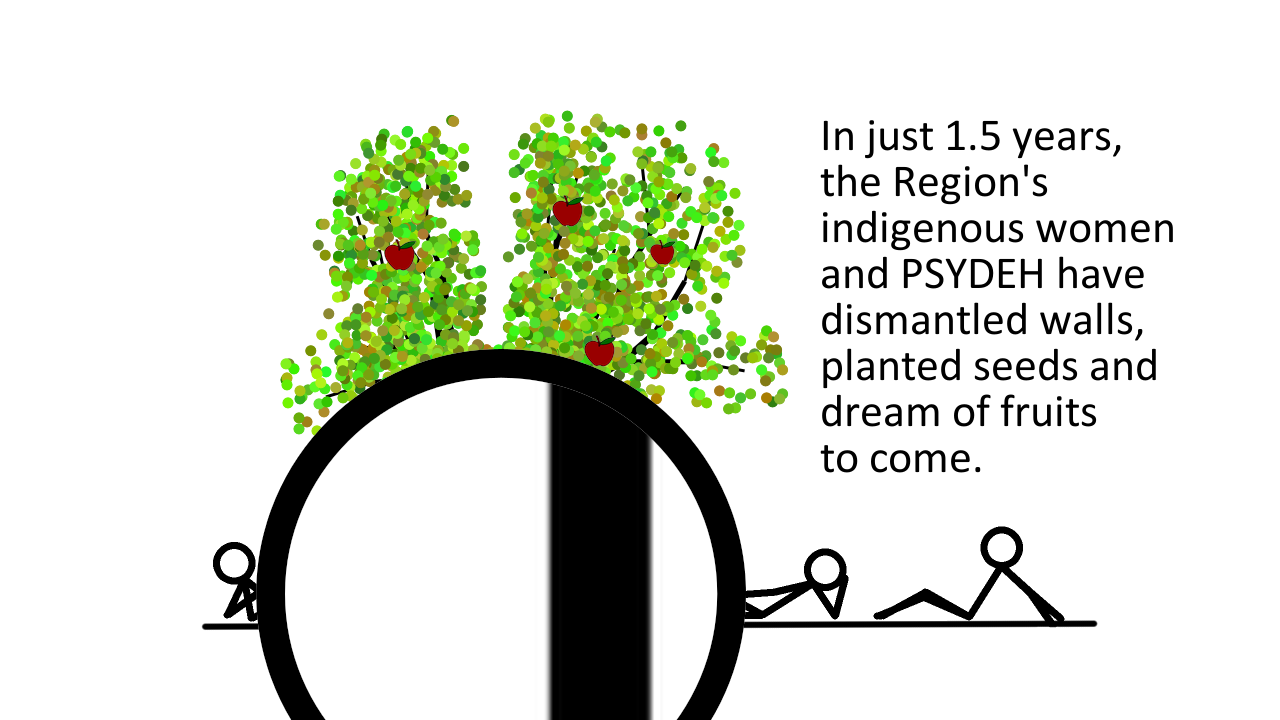 In just 1.5 years,
the Region's
indigenous women
and PSYDEH have
dismantled walls,
planted seeds and
dream of fruits
to come.